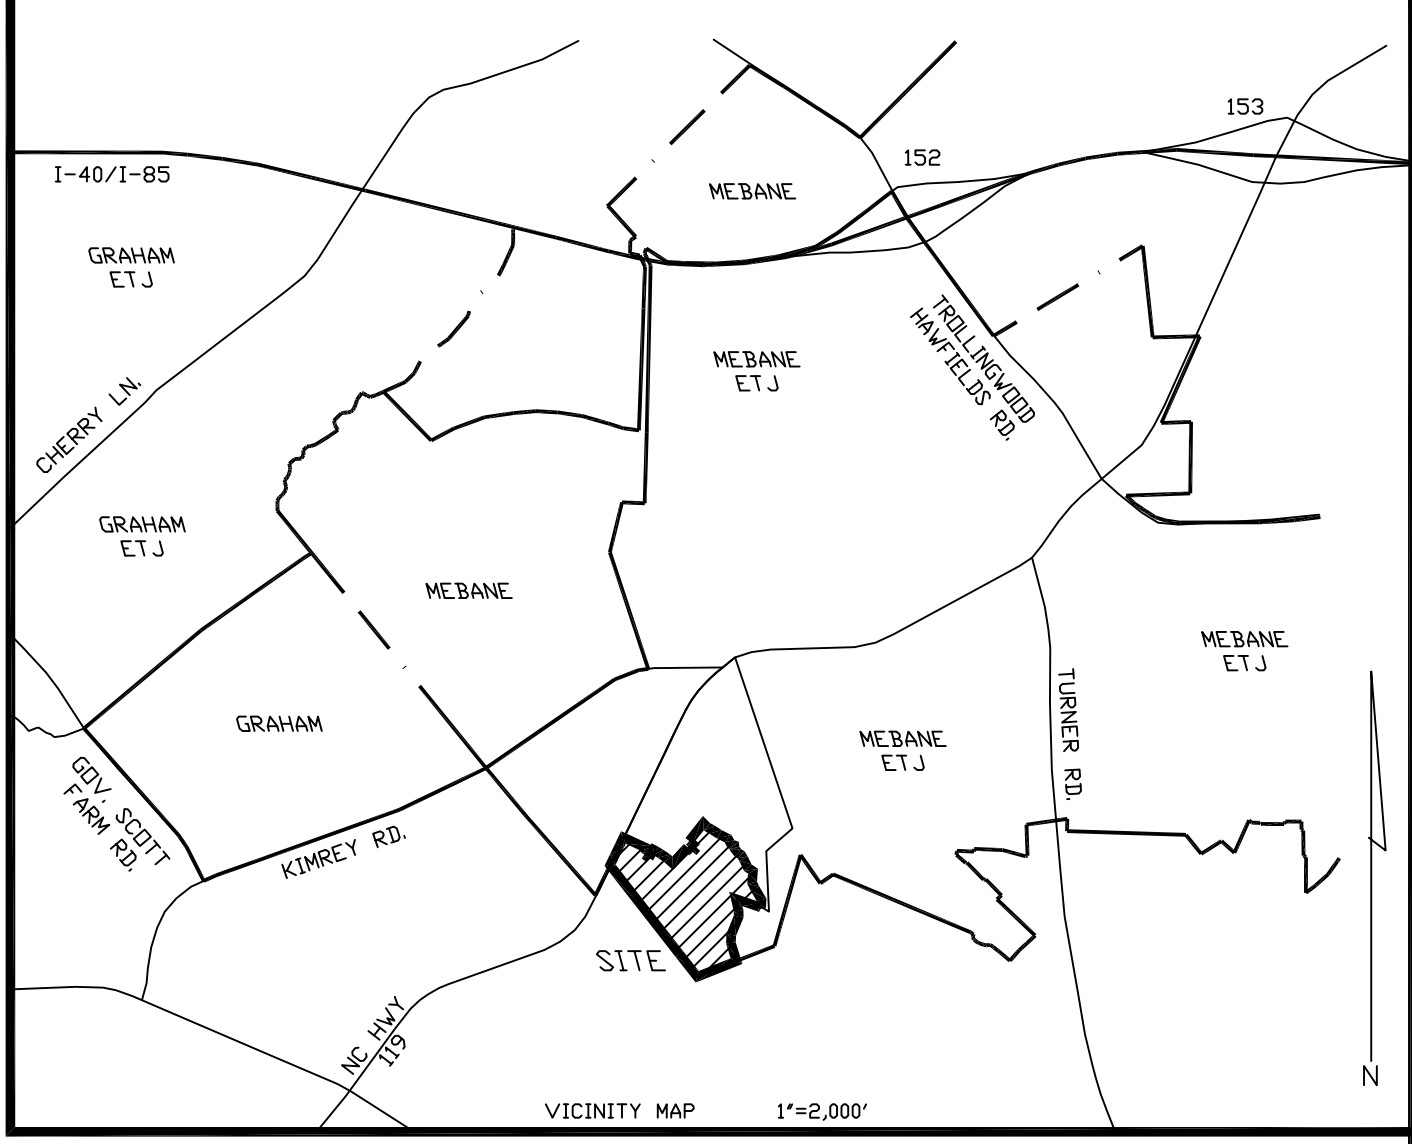 153
152
I-40/I-85
MEBANE
GRAHAM
ETJ
TROLLINGWOOD
HAWFIELDS RD.
MEBANE
ETJ
CHERRY LN.
GRAHAM
ETJ
MEBANE
MEBANE
ETJ
TURNER RD.
GRAHAM
MEBANE
ETJ
GOV. SCOTT
FARM RD.
KIMREY RD.
SITE
NC HWY
119
N
VICINITY MAP 1"=2,000'